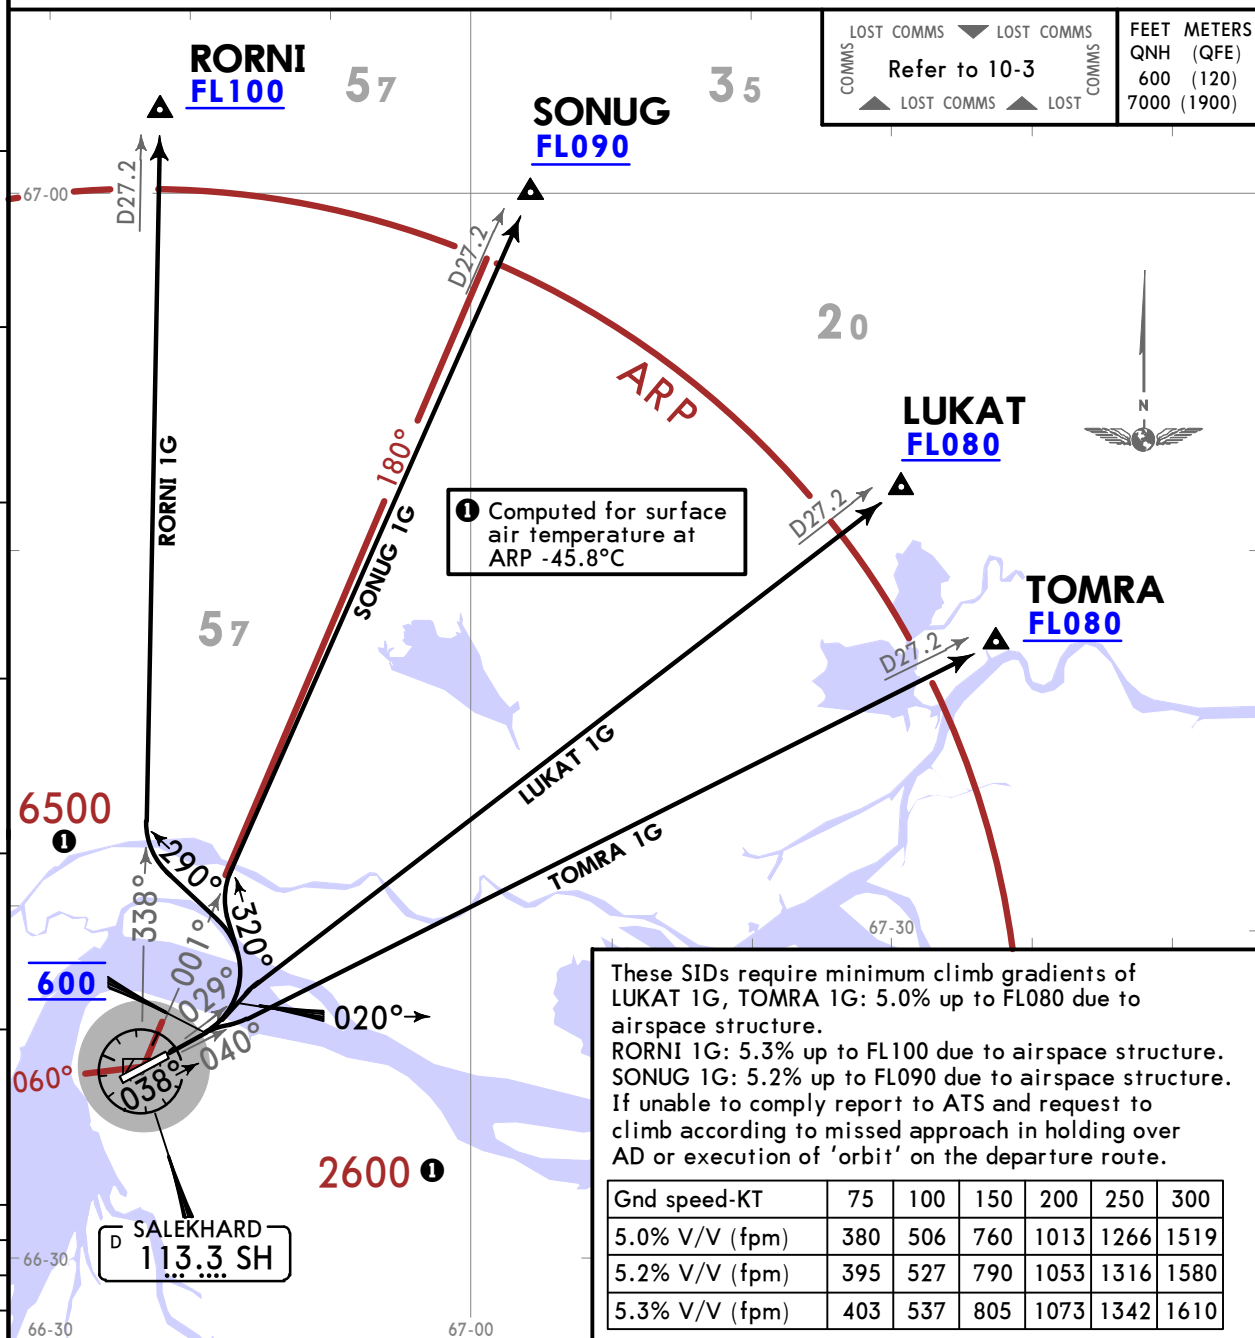 RORNI
FL100
57
35
LOST COMMS LOST COMMS
COMMS
Refer to 10-3
COMMS
LOST COMMS LOST
FEET METERS
QNH (QFE)
600 (120)
7000 (1900)
SONUG
FL090
D27.2
67-00
D27.2
20
ARP
N
LUKAT
FL080
180°
RORNI 1G
SONUG 1G
1 Computed for surface
air temperature at
ARP -45.8°C
D27.2
TOMRA
FL080
57
D27.2
LUKAT 1G
6500
1
TOMRA 1G
290°
338°
320°
001°
67-30
600
029°
020°
040°
060°
038°
2600 1
These SIDs require minimum climb gradients of
LUKAT 1G, TOMRA 1G: 5.0% up to FL080 due to
airspace structure.
RORNI 1G: 5.3% up to FL100 due to airspace structure.
SONUG 1G: 5.2% up to FL090 due to airspace structure.
If unable to comply report to ATS and request to
climb according to missed approach in holding over
AD or execution of 'orbit' on the departure route.
Gnd speed-KT 75 100 150 200 250 300
5.0% V/V (fpm) 380 506 760 1013 1266 1519
5.2% V/V (fpm) 395 527 790 1053 1316 1580
5.3% V/V (fpm) 403 537 805 1073 1342 1610
SALEKHARD
D 113.3 SH
66-30
66-30
67-00